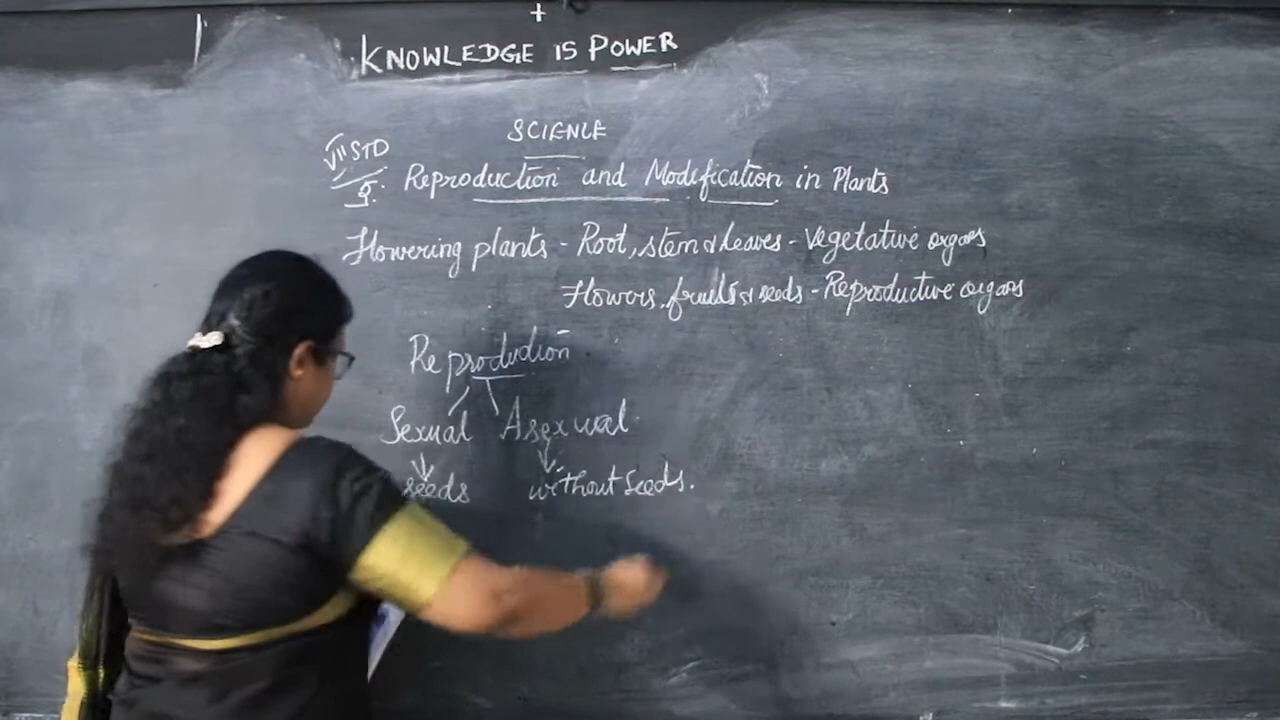 +
KNOWLEDGE IS POWER
SCIENCE
VII STD
5. Reproduction and Modification in Plants
Flowering plants - Root, stem & leaves - Vegetative organs
Flowers, fruits & seeds - Reproductive organs
Reproduction
Sexual Asexual
seeds without seeds.